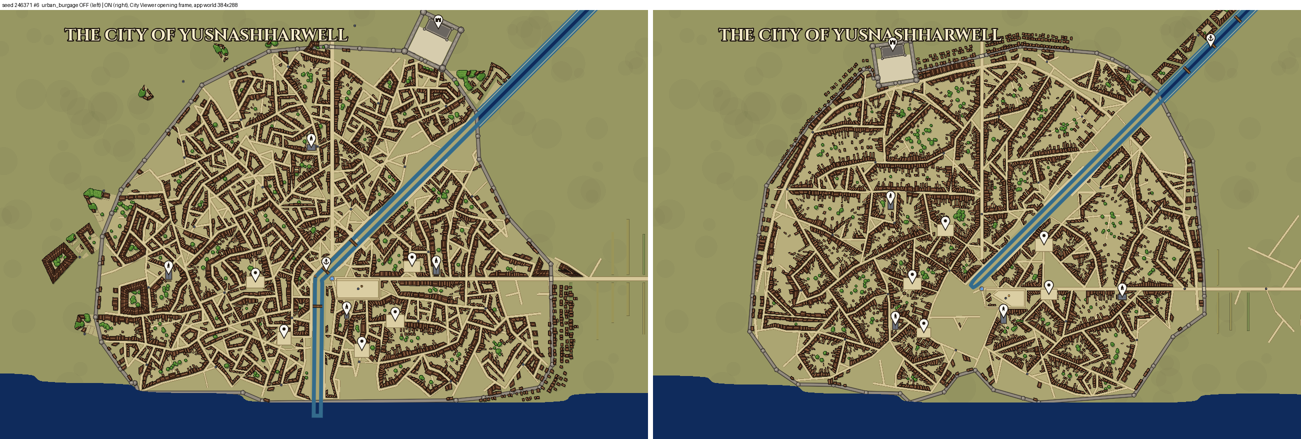 seed 246371 #6 urban_burgage OFF (left) | ON (right), City Viewer opening frame, app world 384x288
THE CITY OF YUSNASHHARWELL
THE CITY OF YUSNASHHARWELL